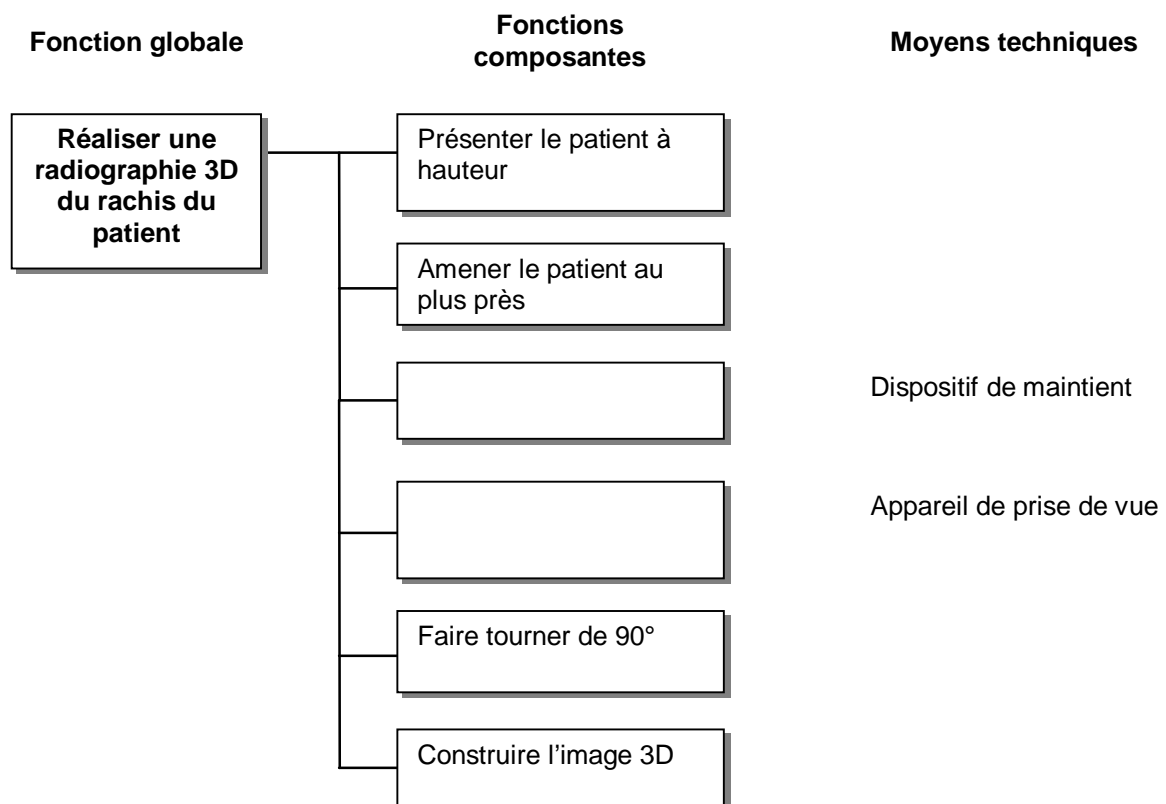 Fonction globale
Fonctions
composantes
Moyens techniques
Réaliser une
radiographie 3D
du rachis du
patient
Présenter le patient à
hauteur
Amener le patient au
plus près
Dispositif de maintient
Appareil de prise de vue
Faire tourner de 90°
Construire l'image 3D